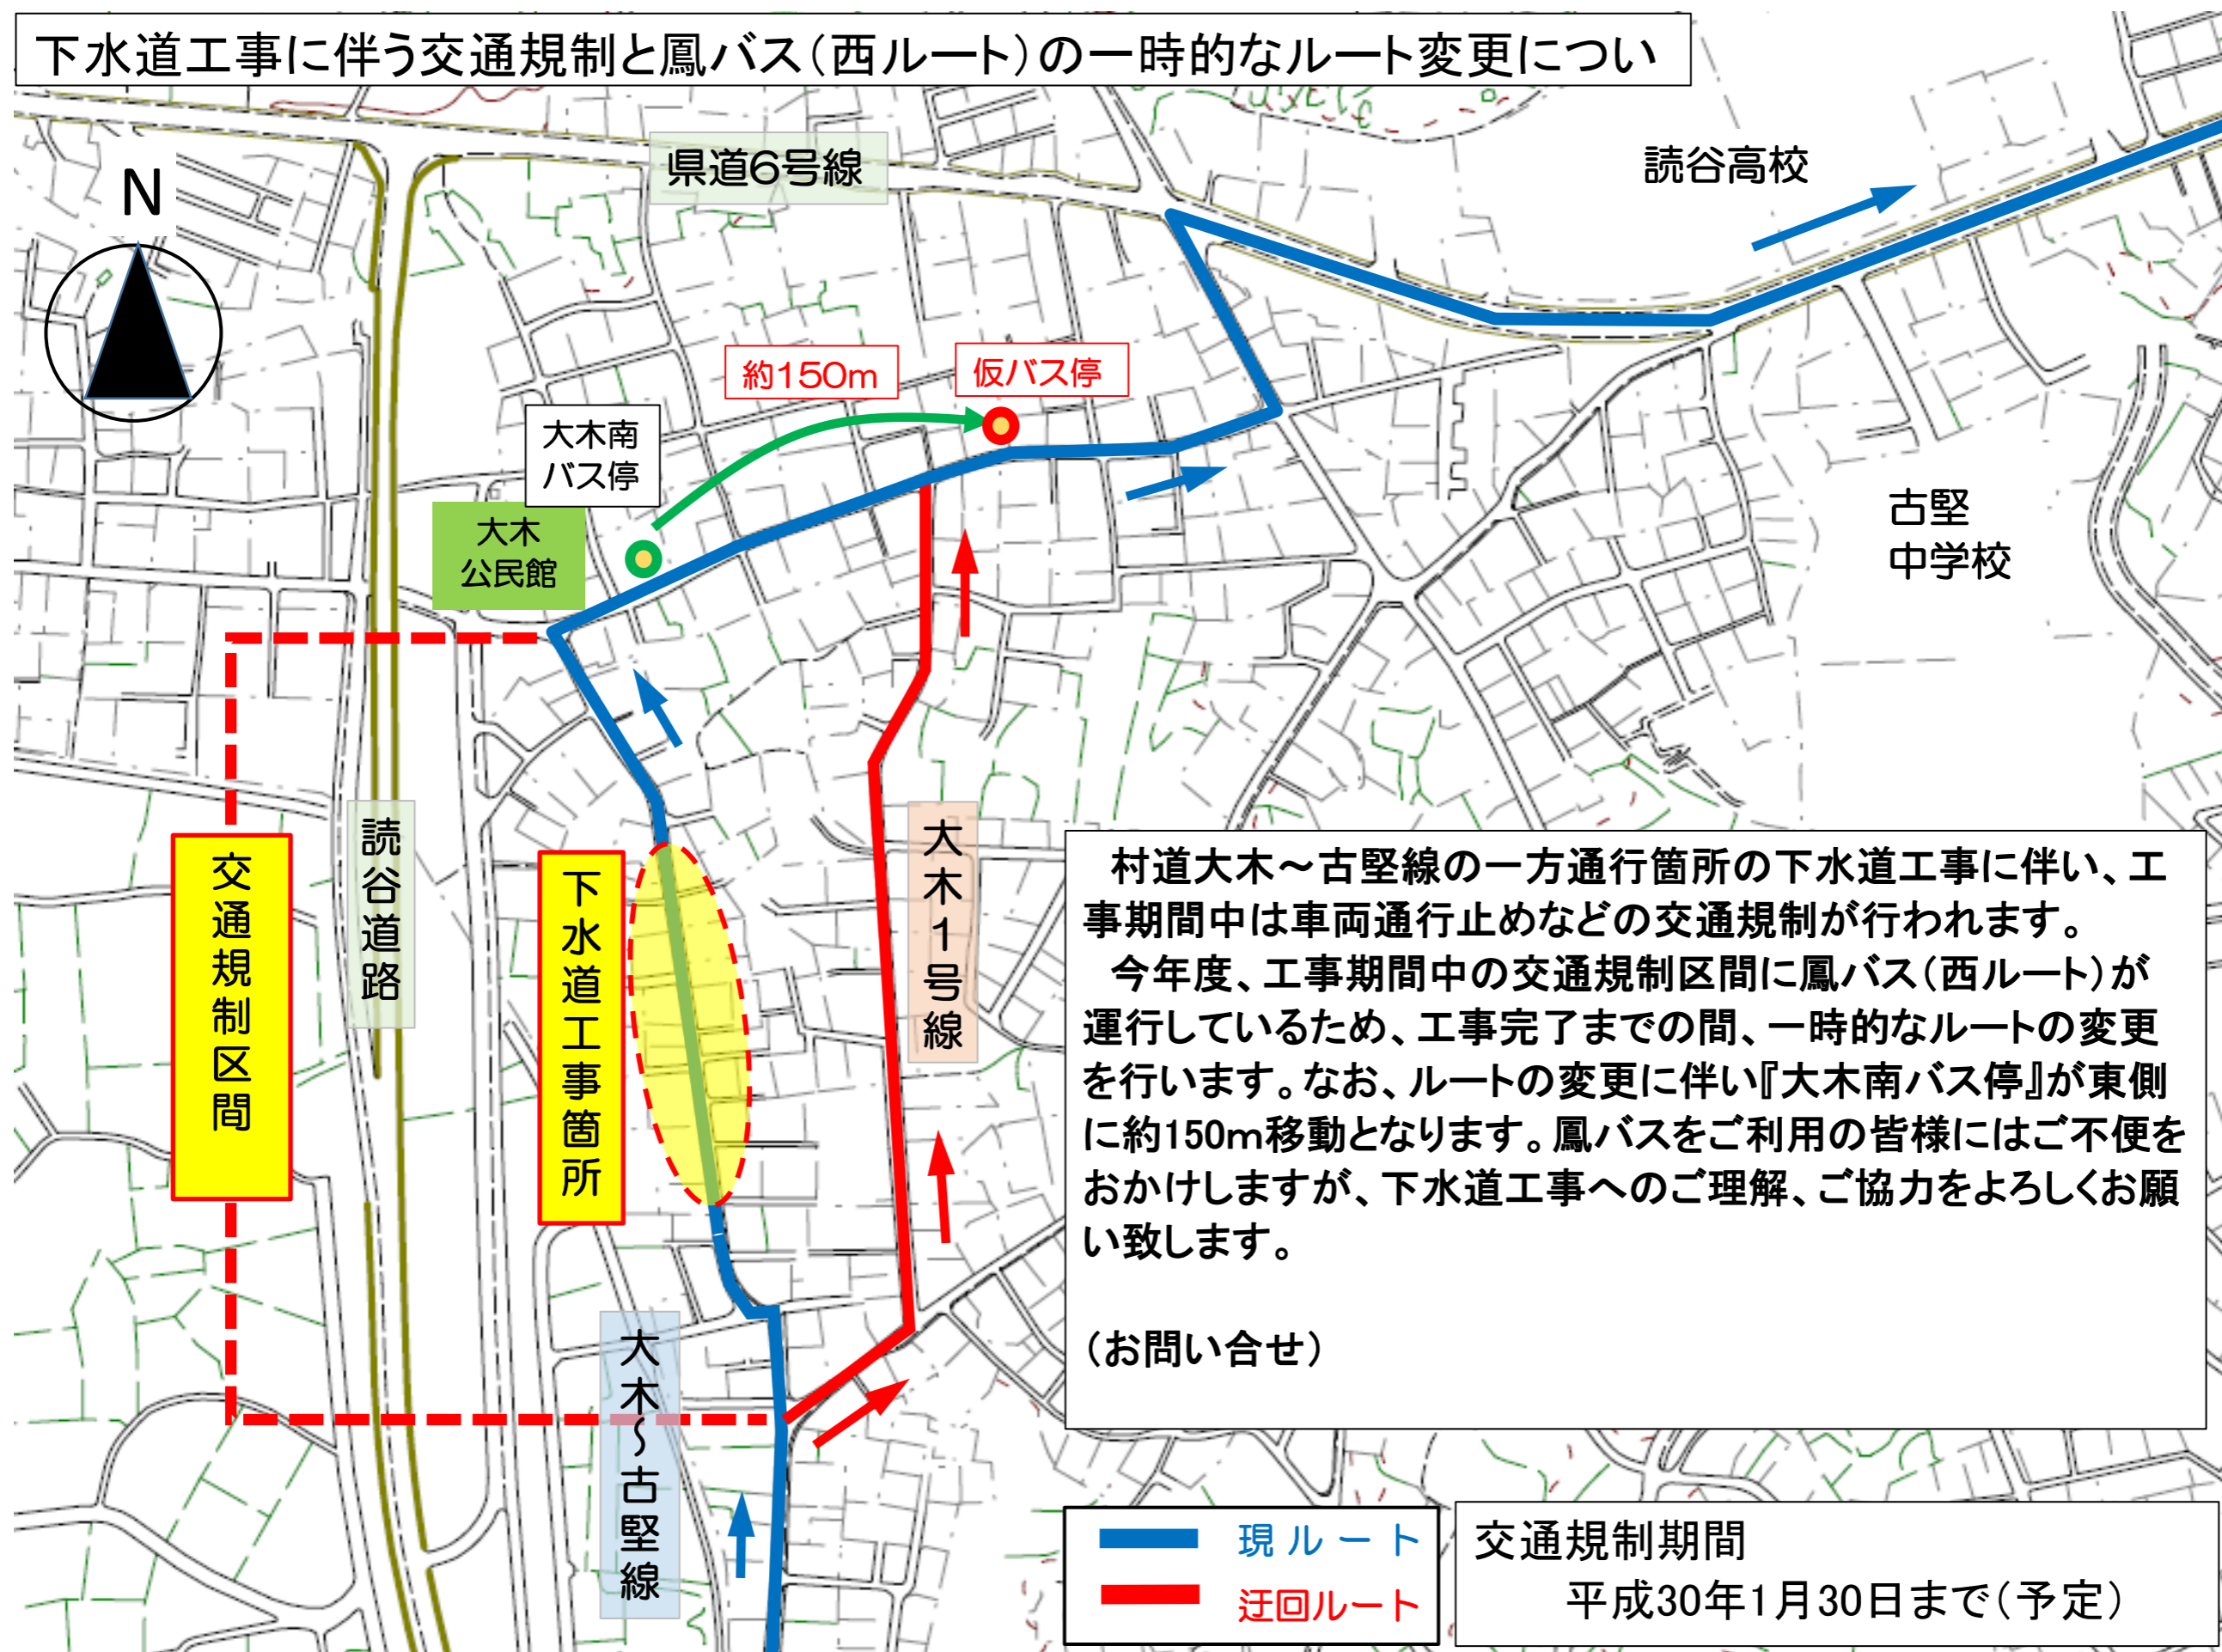 下水道工事に伴う交通規制と鳳バス(西ルート)の一時的なルート変更につい
県道6号線
読谷高校
N
約150m
仮バス停
大木南
バス停
大木
公民館
古堅
中学校
交通規制区間
読谷道路
下水道工事箇所
大木1号線
大木～古堅線
村道大木～古堅線の一方通行箇所の下水道工事に伴い、工
事期間中は車両通行止めなどの交通規制が行われます。
今年度、工事期間中の交通規制区間に鳳バス(西ルート)が
運行しているため、工事完了までの間、一時的なルートの変更
を行います。なお、ルートの変更に伴い『大木南バス停』が東側
に約150m移動となります。鳳バスをご利用の皆様にはご不便を
おかけしますが、下水道工事へのご理解、ご協力をよろしくお願
い致します。
(お問い合せ)
現ルート
迂回ルート
交通規制期間
平成30年1月30日まで(予定)